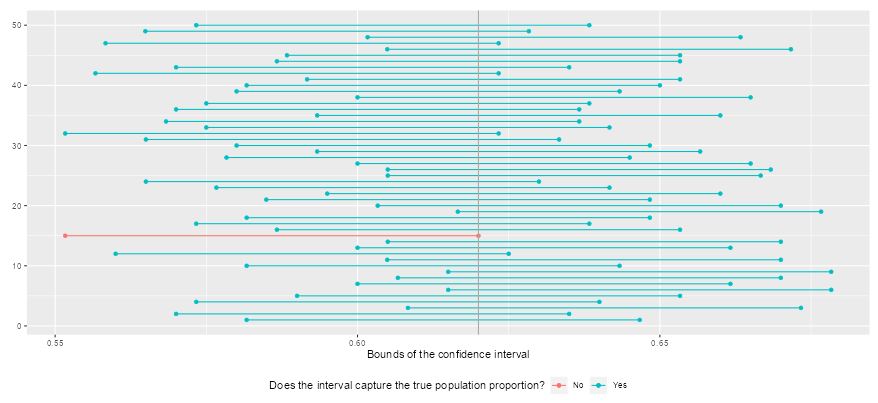 50
40
30
20
10
0
0.55 0.60 0.65
Bounds of the confidence interval
Does the interval capture the true population proportion? No Yes